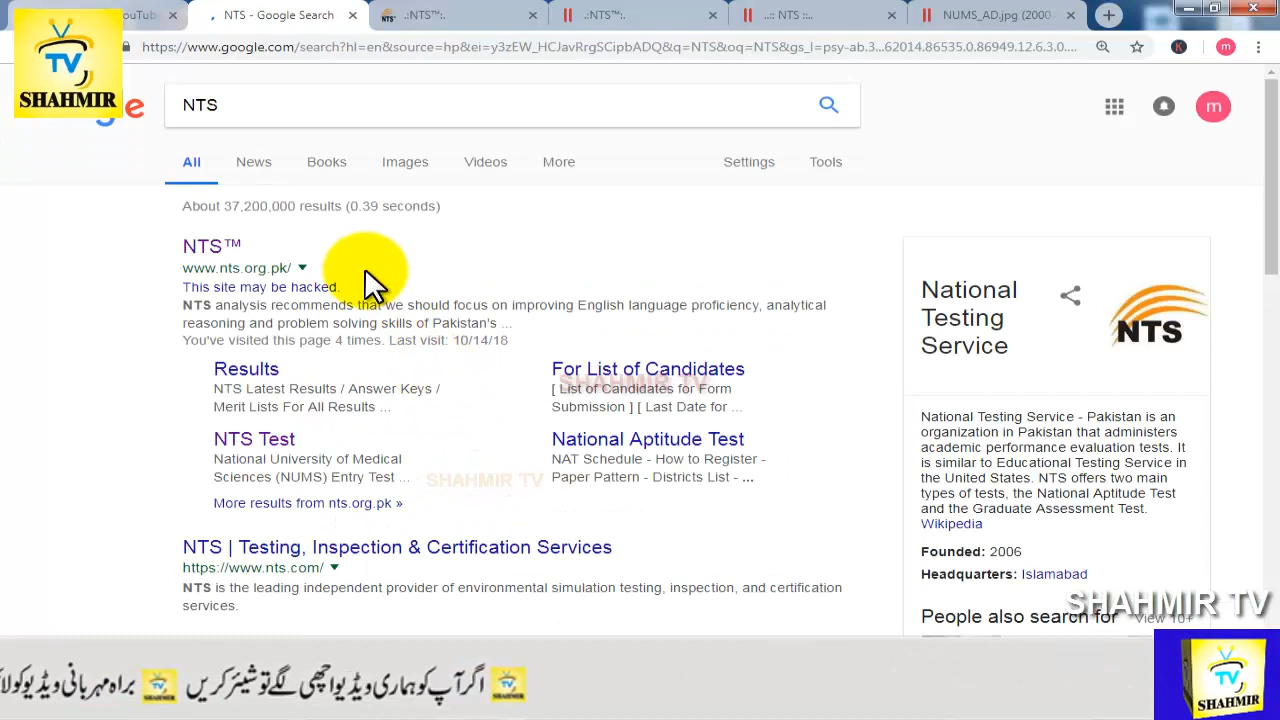 ouTube
NTS - Google Search
.:NTS™:.
.:NTS™:.
..:: NTS ::..
NUMS_AD.jpg (2000×
https://www.google.com/search?hl=en&source=hp&ei=y3zEW_HCJavRrgSCipbADQ&q=NTS&oq=NTS&gs_l=psy-ab.3...62014.86535.0.86949.12.6.3.0....
K
m
TV
SHAHMIR
e
NTS
m
All
News
Books
Images
Videos
More
Settings
Tools
About 37,200,000 results (0.39 seconds)
NTS™
www.nts.org.pk/
This site may be hacked.
NTS analysis recommends that we should focus on improving English language proficiency, analytical
reasoning and problem solving skills of Pakistan's ...
You've visited this page 4 times. Last visit: 10/14/18
Results
NTS Latest Results / Answer Keys /
Merit Lists For All Results ...
For List of Candidates
[ List of Candidates for Form
Submission ] [ Last Date for ...
SHAHMIR TV
NTS Test
National University of Medical
Sciences (NUMS) Entry Test ...
National Aptitude Test
NAT Schedule - How to Register -
Paper Pattern - Districts List - ...
SHAHMIR TV
More results from nts.org.pk »
NTS | Testing, Inspection & Certification Services
https://www.nts.com/
NTS is the leading independent provider of environmental simulation testing, inspection, and certification
services.
National
Testing
Service
NTS
National Testing Service - Pakistan is an
organization in Pakistan that administers
academic performance evaluation tests. It
is similar to Educational Testing Service in
the United States. NTS offers two main
types of tests, the National Aptitude Test
and the Graduate Assessment Test.
Wikipedia
Founded: 2006
Headquarters: Islamabad
People also search for
View 10+
SHAHMIR TV
اگر آپ کو ہماری ویڈیو اچھی لگے تو شیئر کریں
براہ مہربانی ویڈیو کو
TV
SHAHMIR